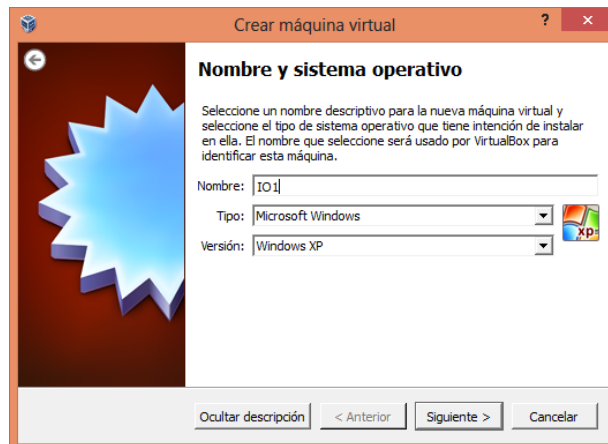 Crear máquina virtual
? ×
Nombre y sistema operativo
Seleccione un nombre descriptivo para la nueva máquina virtual y
seleccione el tipo de sistema operativo que tiene intención de instalar
en ella. El nombre que seleccione será usado por VirtualBox para
identificar esta máquina.
Nombre: IO1
Tipo: Microsoft Windows
xp
Versión: Windows XP
Ocultar descripción < Anterior Siguiente > Cancelar